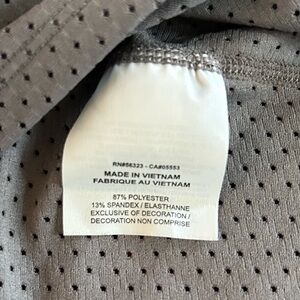 RN#56323 - CA#05553
MADE IN VIETNAM
FABRIQUE AU VIETNAM
87% POLYESTER
13% SPANDEX / ELASTHANNE
EXCLUSIVE OF DECORATION /
DECORATION NON COMPRISE